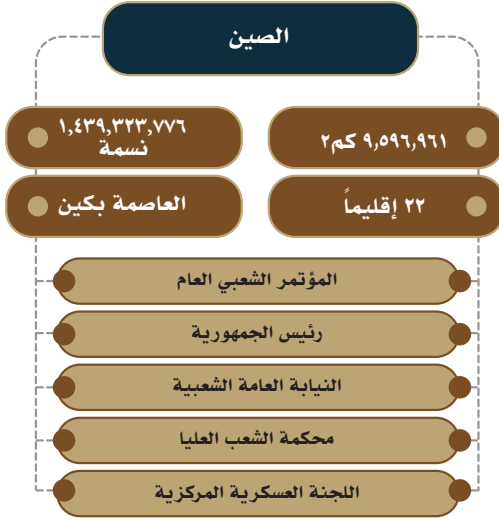 الصين
٩,٥٩٦,٩٦١ كم٢
١,٤٣٩,٣٢٣,٧٧٦
نسمة
٢٢ إقليماً
العاصمة بكين
المؤتمر الشعبي العام
رئيس الجمهورية
النيابة العامة الشعبية
محكمة الشعب العليا
اللجنة العسكرية المركزية